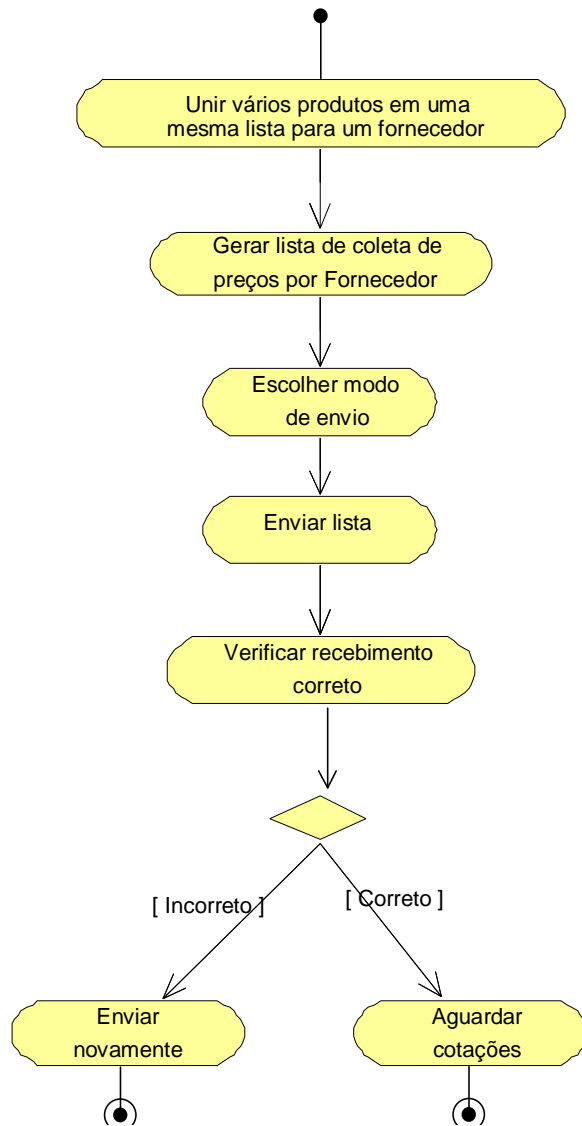 Unir vários produtos em uma
mesma lista para um fornecedor
Gerar lista de coleta de
preços por Fornecedor
Escolher modo
de envio
Enviar lista
Verificar recebimento
correto
[ Incorreto ]
[ Correto ]
Enviar
novamente
Aguardar
cotações